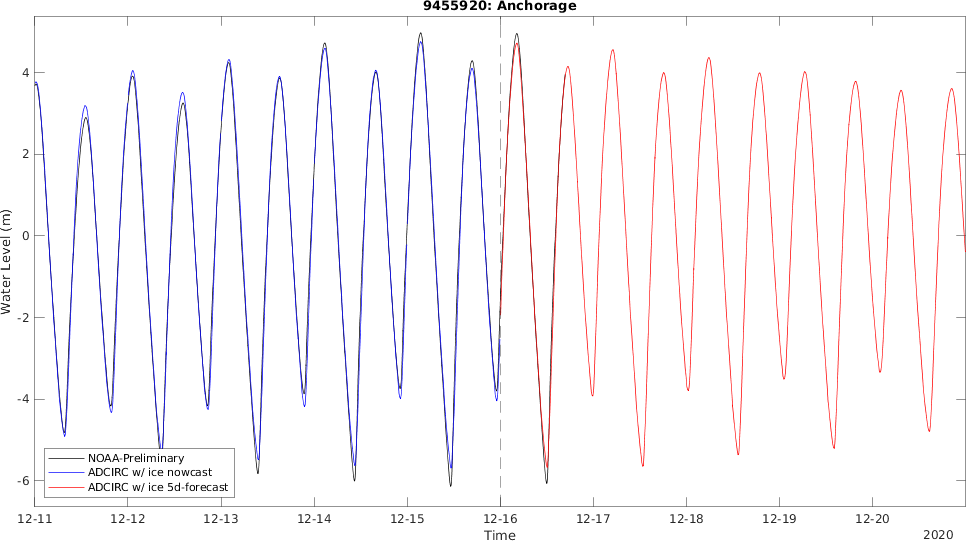 9455920: Anchorage
Water Level (m)
4
2
0
-2
-4
-6
NOAA-Preliminary
ADCIRC w/ ice nowcast
ADCIRC w/ ice 5d-forecast
12-11
12-12
12-13
12-14
12-15
12-16
12-17
12-18
12-19
12-20
Time
2020